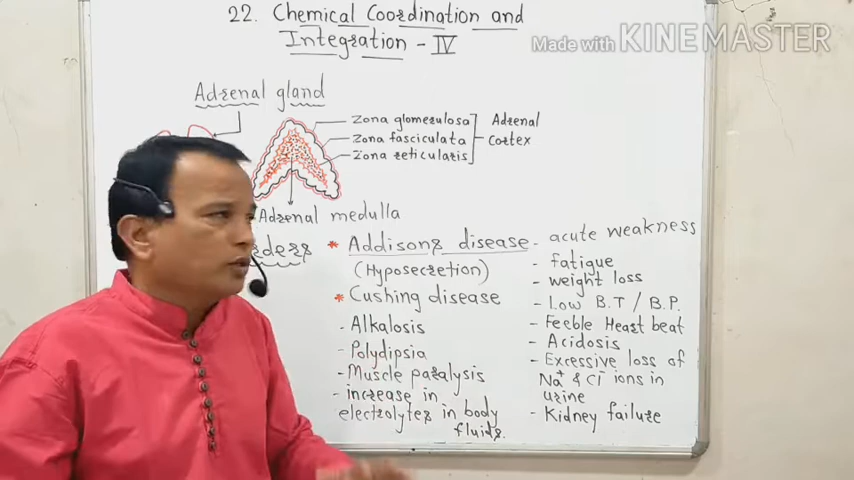 22. Chemical Coordination and
Integration - IV
Made with KINEMASTER
Adrenal gland
Zona glomerulosa
Zona fasciculata
Zona reticularis
Adrenal
Cortex
Adrenal medulla
* Addisons disease
(Hyposecretion)
* Cushing disease
- Alkalosis
- Polydipsia
- Muscle paralysis
- increase in
electrolytes in body
fluids.
- acute weakness
- fatigue
- weight loss
- Low B.T / B.P.
- Feeble Heart beat
- Acidosis
- Excessive loss of
Na+ & Cl- ions in
urine
- Kidney failure